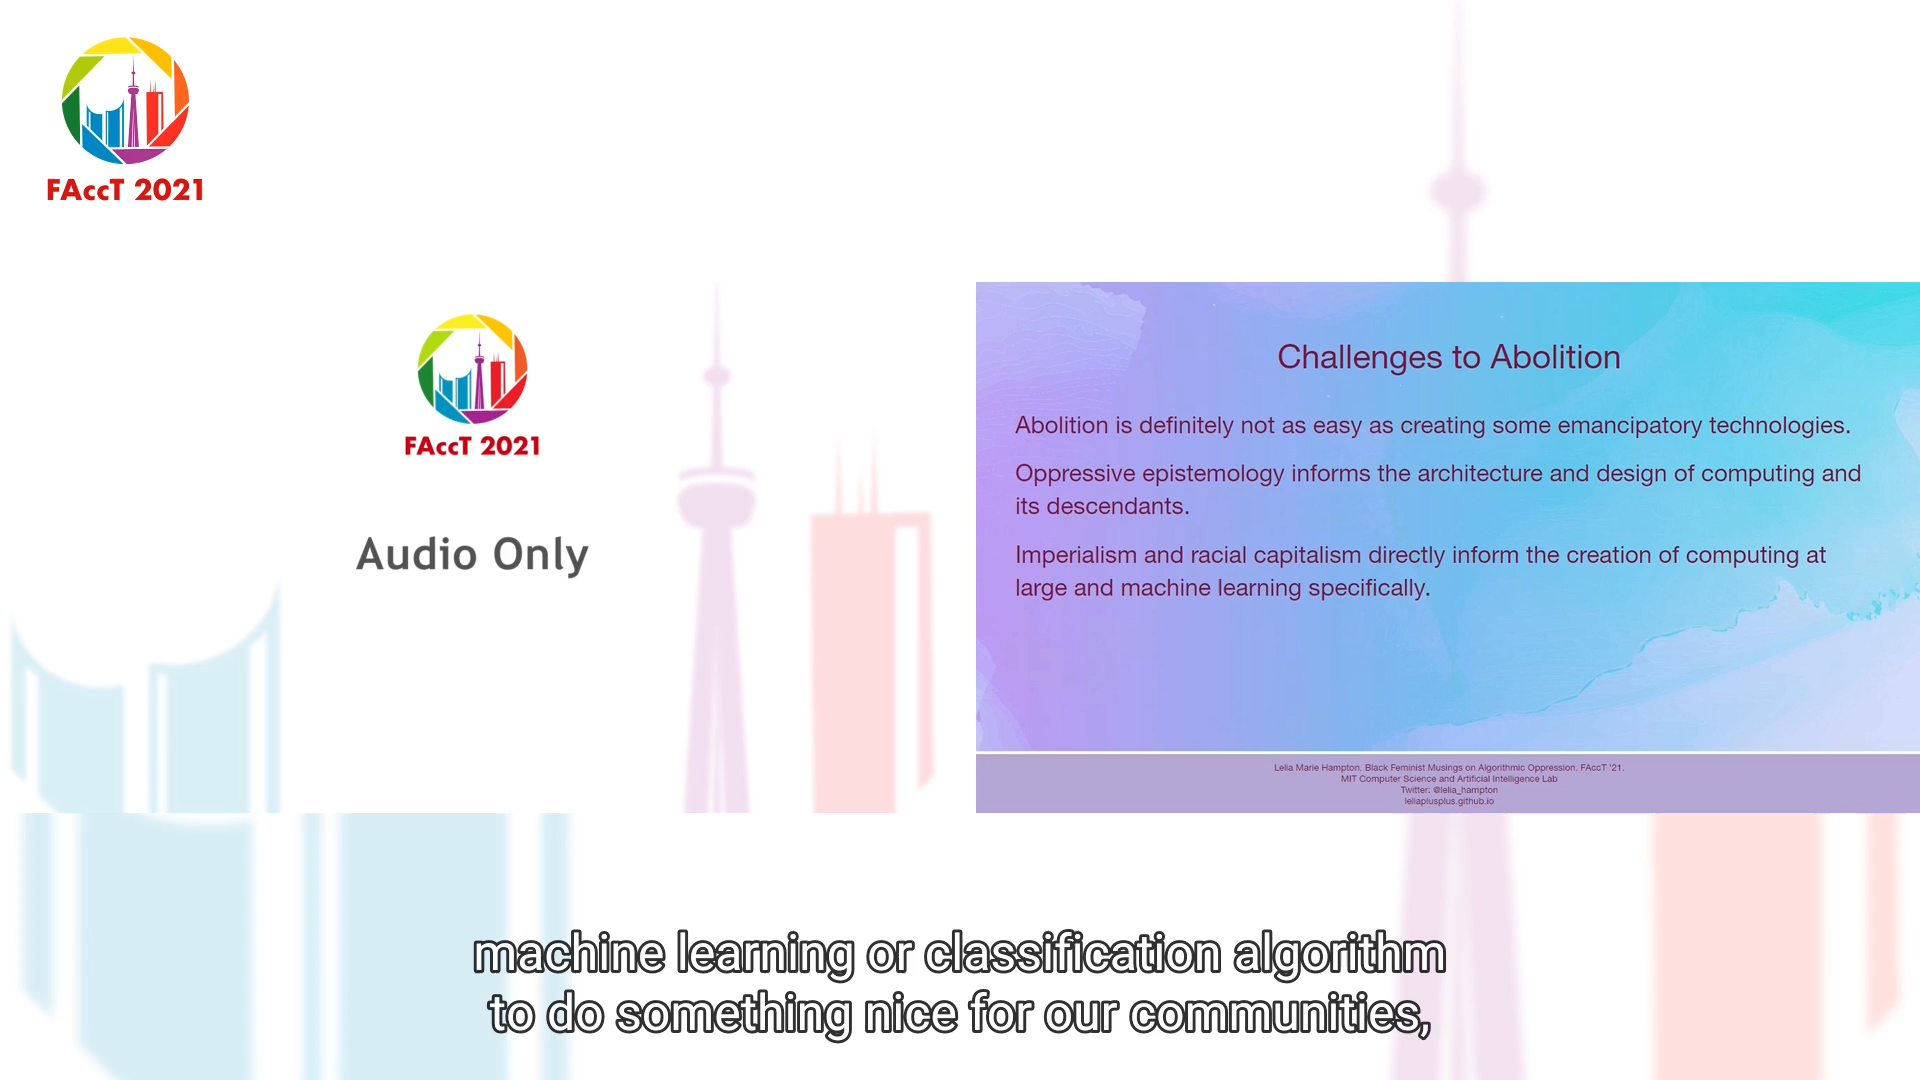 FAccT 2021
FAccT 2021
Audio Only
Challenges to Abolition
Abolition is definitely not as easy as creating some emancipatory technologies.
Oppressive epistemology informs the architecture and design of computing and
its descendants.
Imperialism and racial capitalism directly inform the creation of computing at
large and machine learning specifically.
Lelia Marie Hampton. Black Feminist Musings on Algorithmic Oppression. FAccT '21.
MIT Computer Science and Artificial Intelligence Lab
Twitter: @lelia_hampton
leliaplusplus.github.io
machine learning or classification algorithm
to do something nice for our communities,